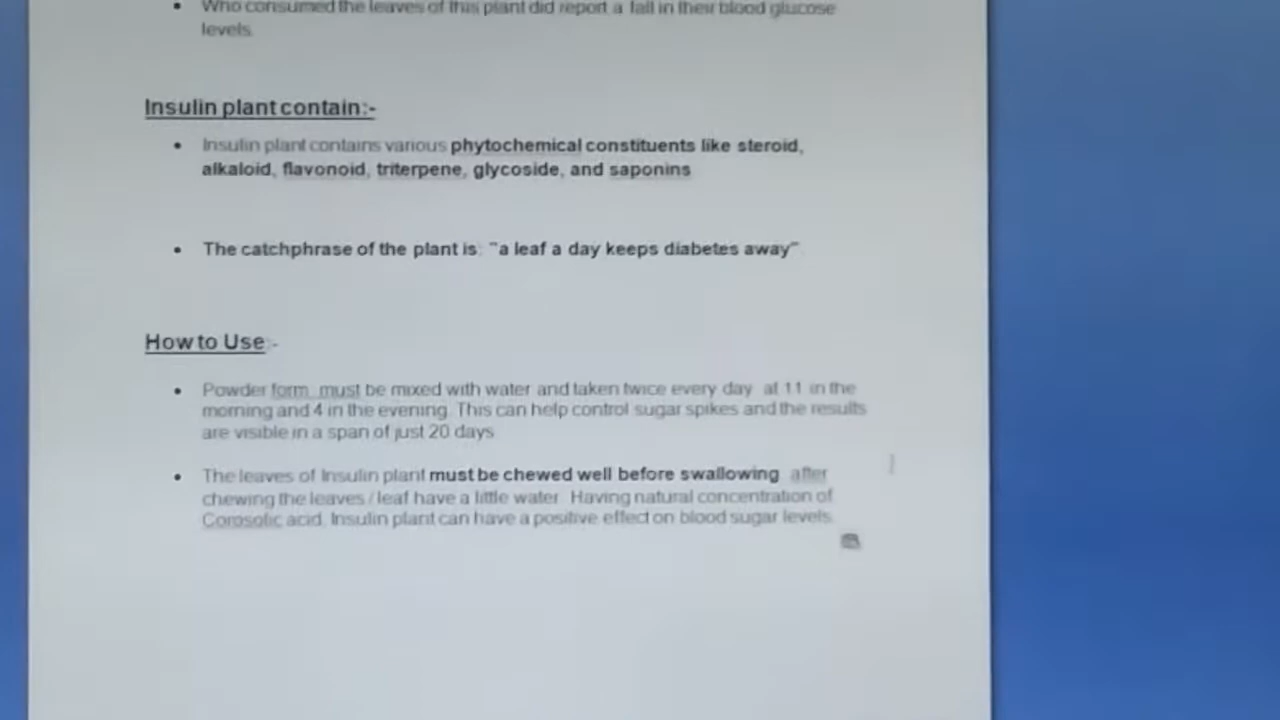 Who consumed the leaves of this plant did report a fall in their blood glucose
levels.
Insulin plant contain:-
Insulin plant contains various phytochemical constituents like steroid,
alkaloid, flavonoid, triterpene, glycoside, and saponins
The catchphrase of the plant is: "a leaf a day keeps diabetes away"
How to Use:-
Powder form must be mixed with water and taken twice every day at 11 in the
morning and 4 in the evening. This can help control sugar spikes and the results
are visible in a span of just 20 days
The leaves of Insulin plant must be chewed well before swallowing after
chewing the leaves / leaf have a little water. Having natural concentration of
Corosolic acid, Insulin plant can have a positive effect on blood sugar levels.